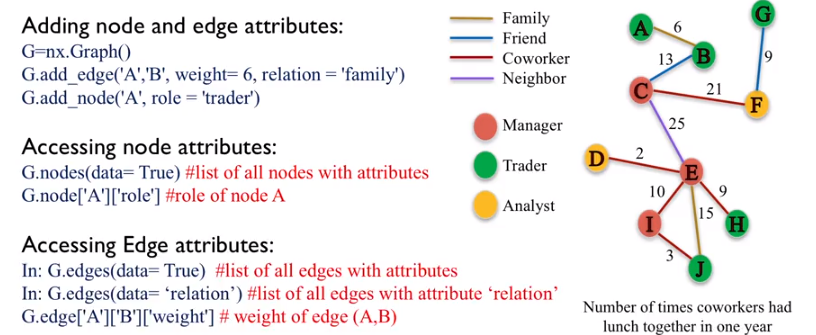 Adding node and edge attributes:
G=nx.Graph()
G.add_edge('A','B', weight= 6, relation = 'family')
G.add_node('A', role = 'trader')
Accessing node attributes:
G.nodes(data= True) #list of all nodes with attributes
G.node['A']['role'] #role of node A
Accessing Edge attributes:
In: G.edges(data= True)  #list of all edges with attributes
In: G.edges(data= ‘relation’) #list of all edges with attribute ‘relation’
G.edge['A']['B']['weight'] # weight of edge (A,B)
Family
Friend
Coworker
Neighbor
Manager
Trader
Analyst
A
6
B
G
13
9
C
21
F
25
D
2
E
10
9
15
I
H
3
J
Number of times coworkers had
lunch together in one year